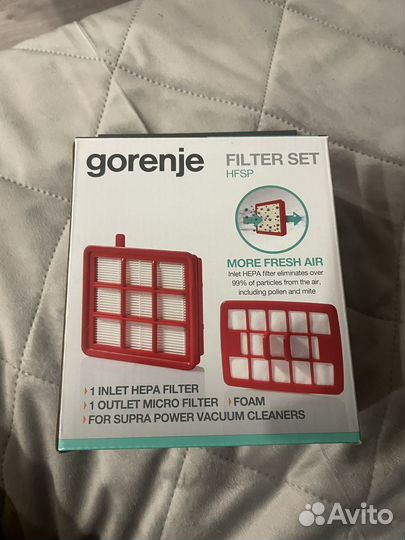 gorenje
FILTER SET
HFSP
MORE FRESH AIR
Inlet HEPA filter eliminates over
99% of particles from the air,
including pollen and mite
1 INLET HEPA FILTER
1 OUTLET MICRO FILTER FOAM
FOR SUPRA POWER VACUUM CLEANERS
Avito